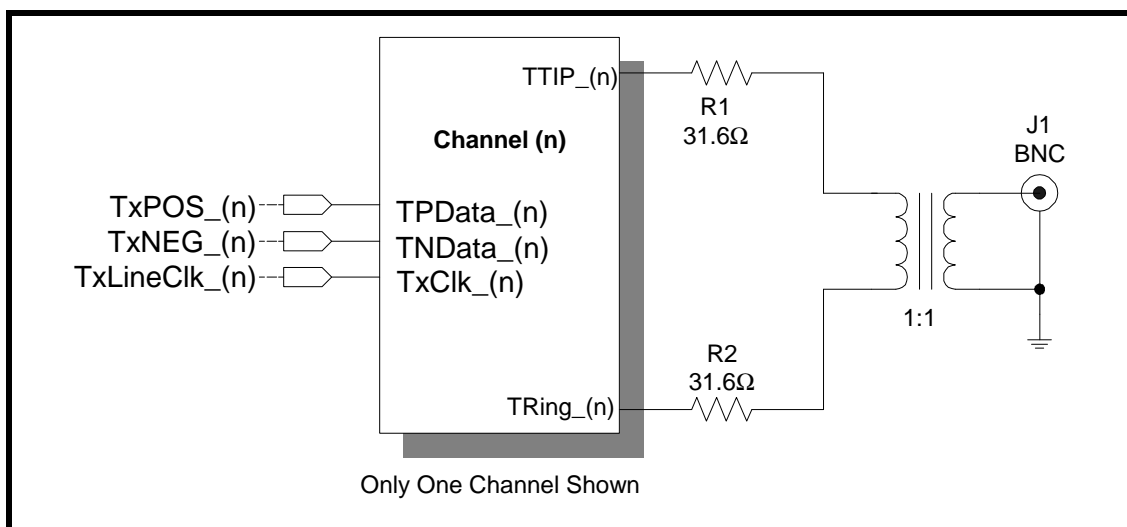 TTIP_(n)
R1
31.6Ω
Channel (n)
J1
BNC
TxPOS_(n)
TPData_(n)
TxNEG_(n)
TNData_(n)
TxLineClk_(n)
TxClk_(n)
1:1
R2
31.6Ω
TRing_(n)
Only One Channel Shown